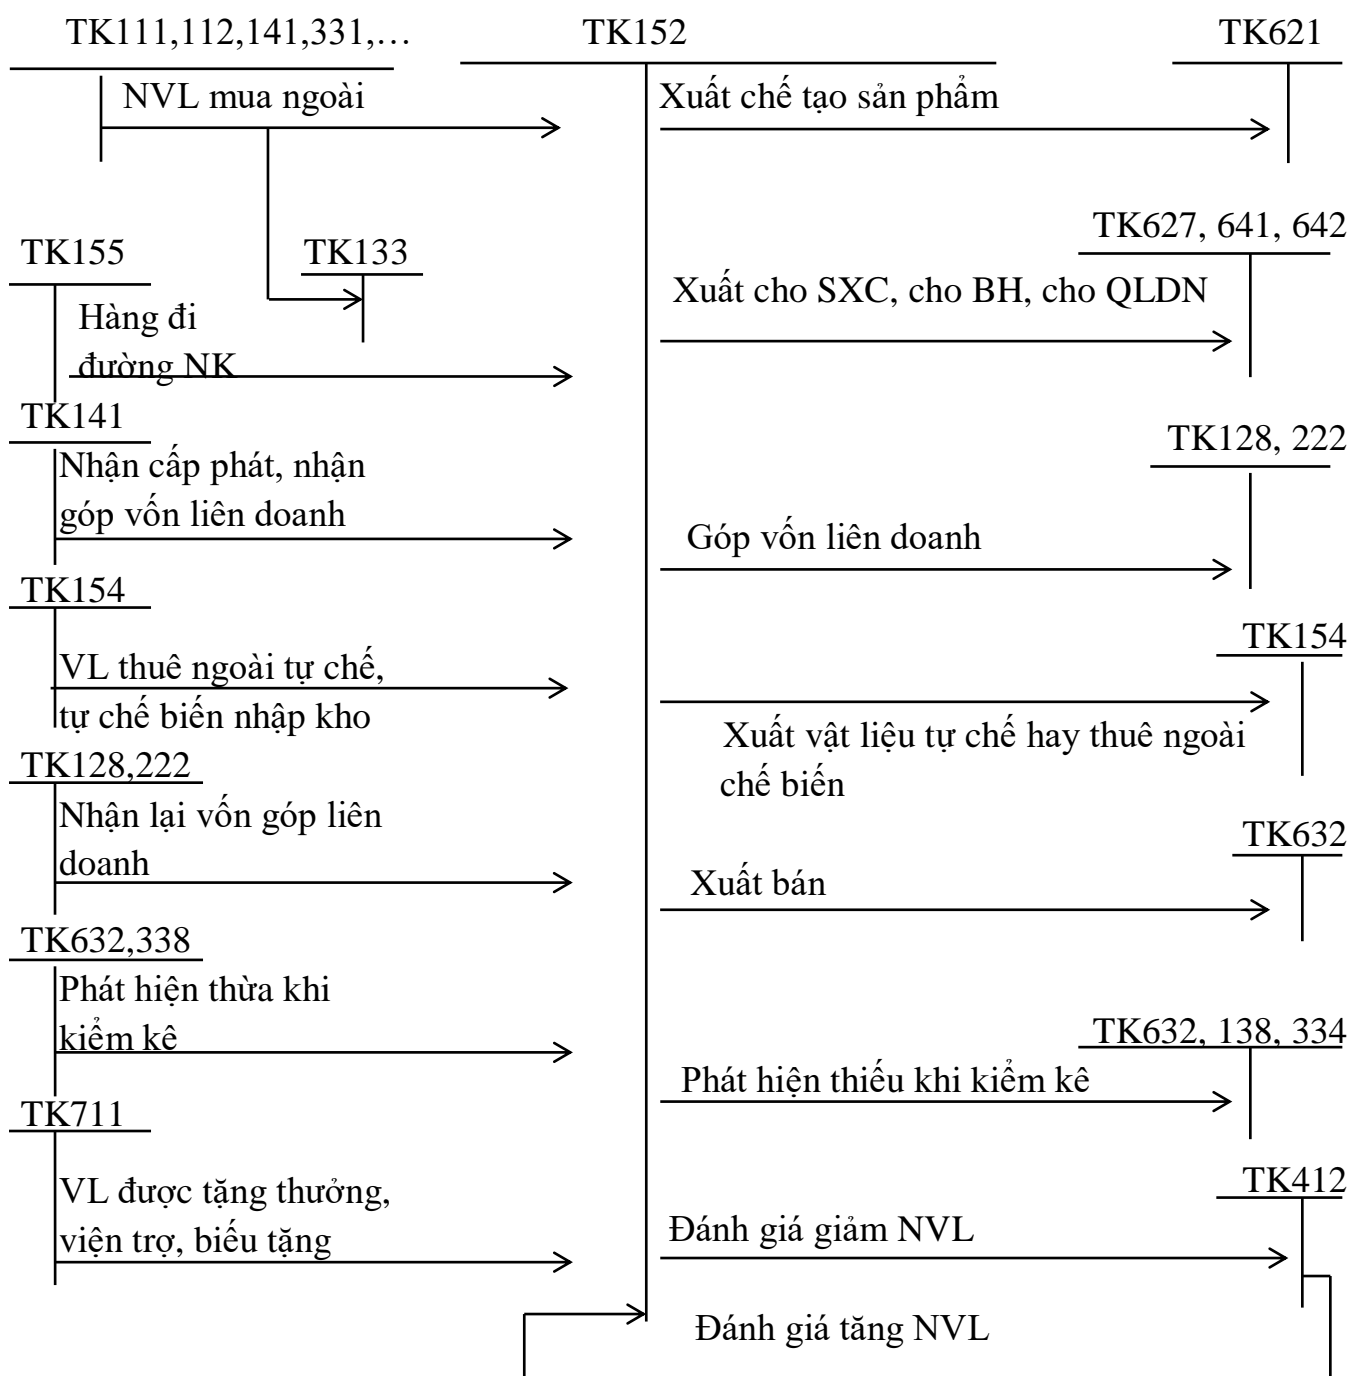 TK111,112,141,331,…
TK152
TK621
NVL mua ngoài
Xuất chế tạo sản phẩm
TK627, 641, 642
TK155
TK133
Xuất cho SXC, cho BH, cho QLDN
Hàng đi
đường NK
TK141
TK128, 222
Nhận cấp phát, nhận
góp vốn liên doanh
Góp vốn liên doanh
TK154
TK154
VL thuê ngoài tự chế,
tự chế biến nhập kho
Xuất vật liệu tự chế hay thuê ngoài
chế biến
TK128,222
Nhận lại vốn góp liên
doanh
TK632
Xuất bán
TK632,338
Phát hiện thừa khi
kiểm kê
TK632, 138, 334
Phát hiện thiếu khi kiểm kê
TK711
TK412
VL được tặng thưởng,
viện trợ, biếu tặng
Đánh giá giảm NVL
Đánh giá tăng NVL